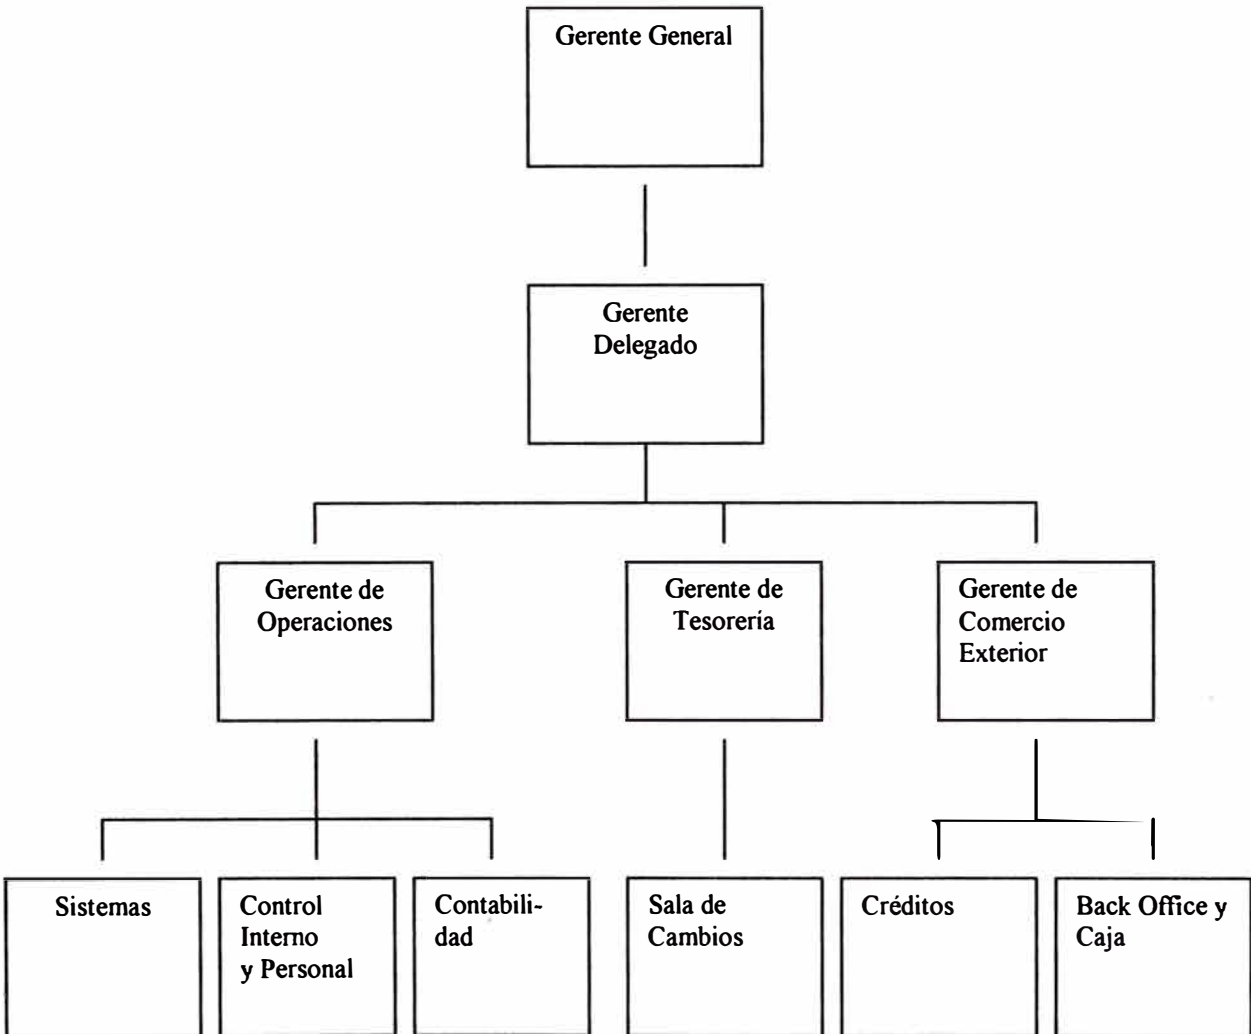 Gerente General
Gerente
Delegado
Gerente de
Operaciones
Gerente de
Tesorería
Gerente de
Comercio
Exterior
Sistemas
Control
Interno
y Personal
Contabili-
dad
Sala de
Cambios
Créditos
Back Office y
Caja